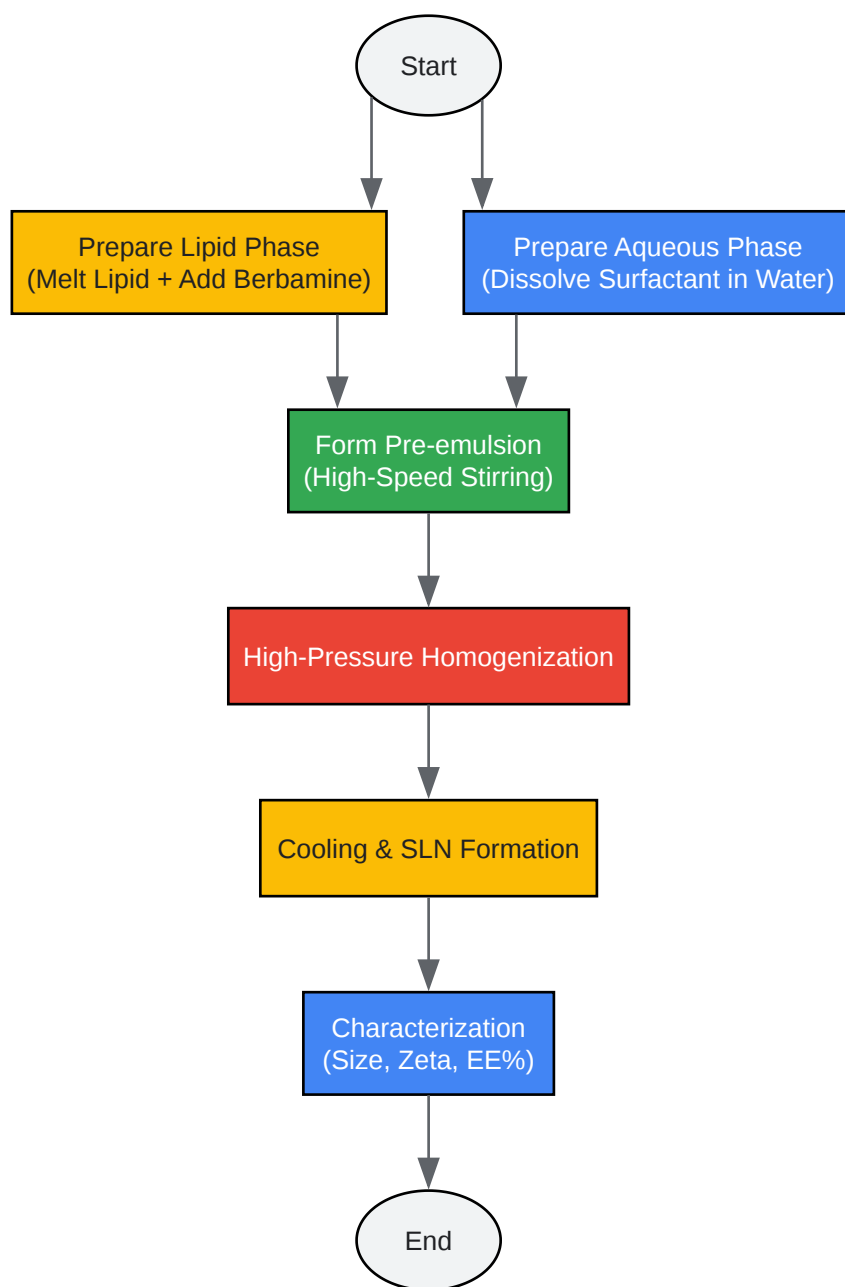 Start
Prepare Lipid Phase
(Melt Lipid + Add Berbamine)
Prepare Aqueous Phase
(Dissolve Surfactant in Water)
Form Pre-emulsion
(High-Speed Stirring)
High-Pressure Homogenization
Cooling & SLN Formation
Characterization
(Size, Zeta, EE%)
End